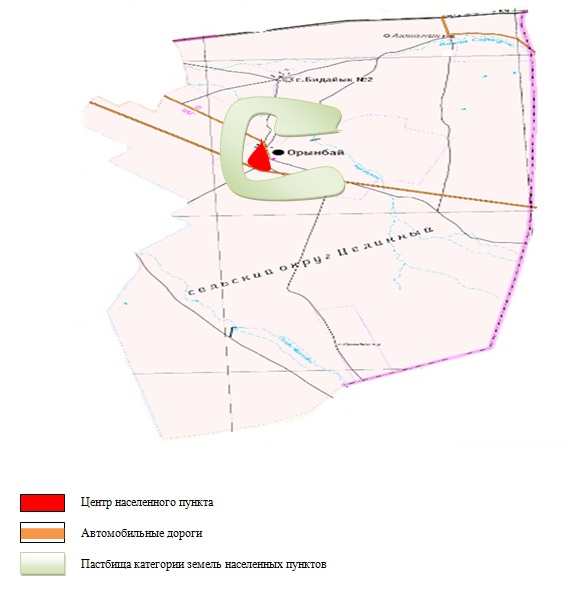 с. Бидайык №2
Орынбай
сельский округ Целинный
Центр населенного пункта
Автомобильные дороги
Пастбища категории земель населенных пунктов